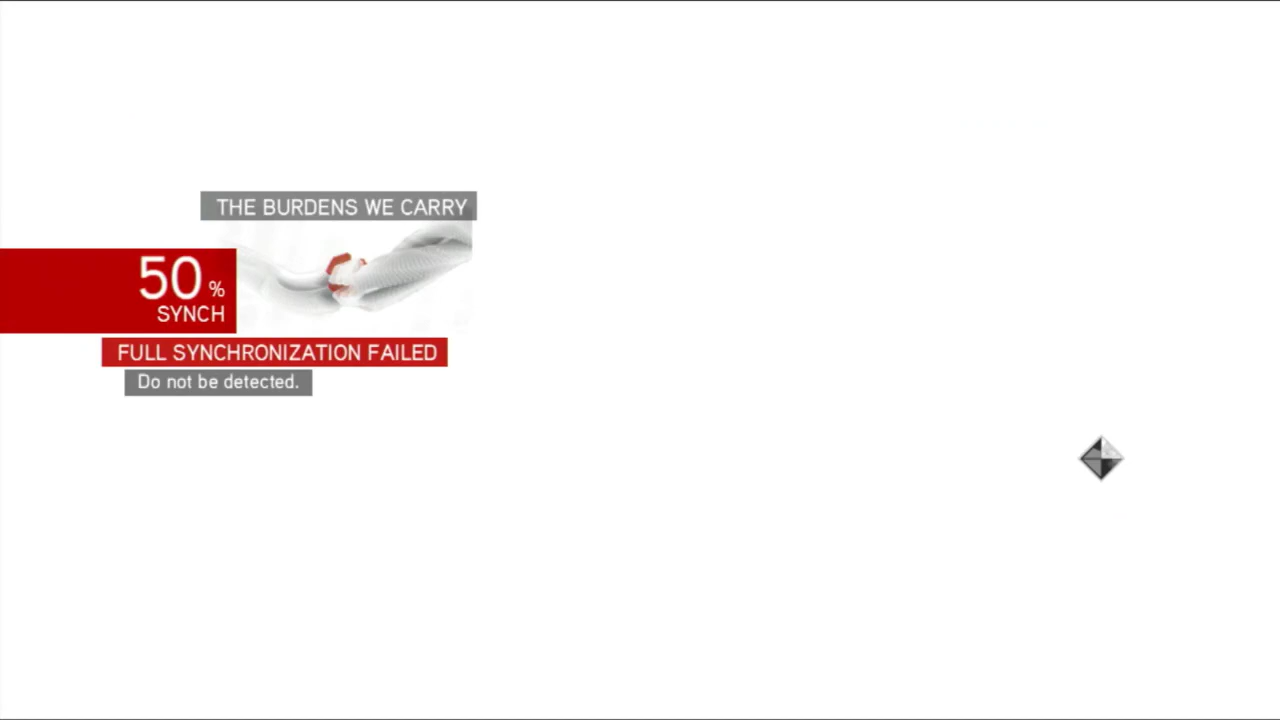 THE BURDENS WE CARRY
50 %
SYNCH
FULL SYNCHRONIZATION FAILED
Do not be detected.